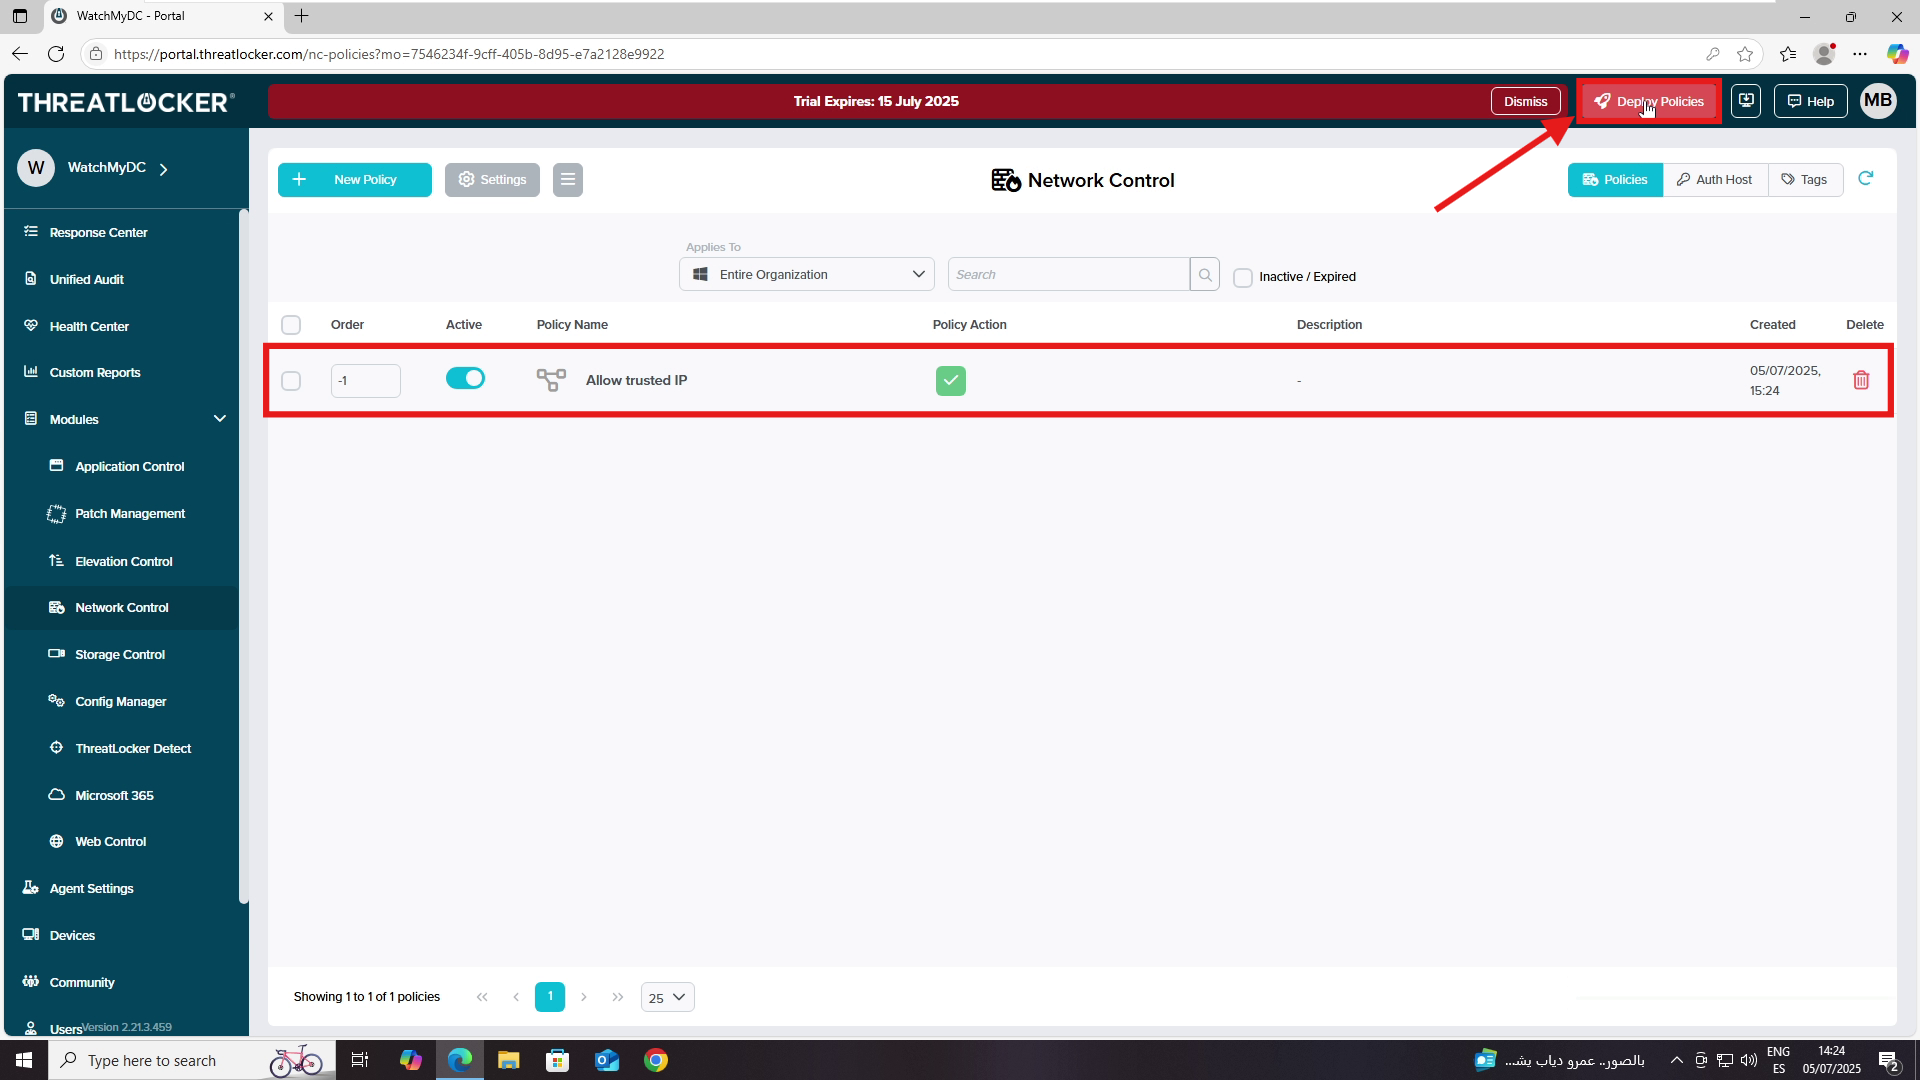 WatchMyDC - Portal
https://portal.threatlocker.com/nc-policies?mo=7546234f-9cff-405b-8d95-e7a2128e9922
THREATLOCKER®
Trial Expires: 15 July 2025
Dismiss
Deploy Policies
Help
MB
W
WatchMyDC
New Policy
Settings
Network Control
Policies
Auth Host
Tags
Response Center
Unified Audit
Health Center
Custom Reports
Modules
Application Control
Patch Management
Elevation Control
Network Control
Storage Control
Config Manager
ThreatLocker Detect
Microsoft 365
Web Control
Agent Settings
Devices
Community
Users
Version 2.21.3.459
Applies To
Entire Organization
Search
Inactive / Expired
Order
Active
Policy Name
Policy Action
Description
Created
Delete
-1
Allow trusted IP
-
05/07/2025,
15:24
Showing 1 to 1 of 1 policies
« ‹ 1 › »
25
Type here to search
بالصور.. عمرو دياب يشـ...
ENG
ES
14:24
05/07/2025
2